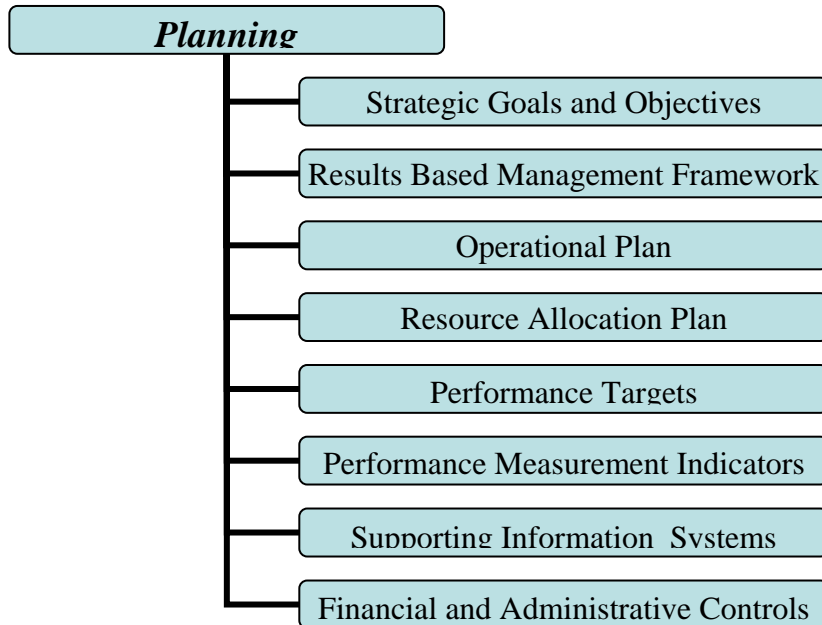 Planning
Strategic Goals and Objectives
Results Based Management Framework
Operational Plan
Resource Allocation Plan
Performance Targets
Performance Measurement Indicators
Supporting Information Systems
Financial and Administrative Controls